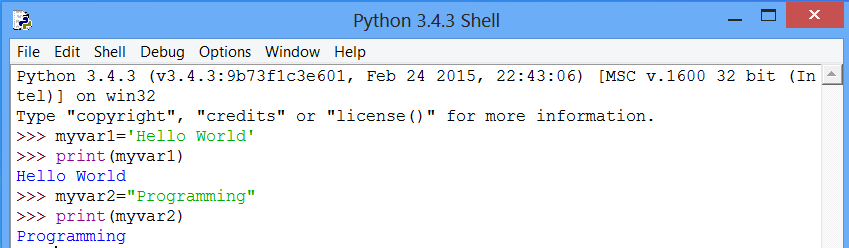 Python 3.4.3 Shell
File Edit Shell Debug Options Window Help
Python 3.4.3 (v3.4.3:9b73f1c3e601, Feb 24 2015, 22:43:06) [MSC v.1600 32 bit (In
tel)] on win32
Type "copyright", "credits" or "license()" for more information.
>>> myvar1='Hello World'
>>> print(myvar1)
Hello World
>>> myvar2="Programming"
>>> print(myvar2)
Programming